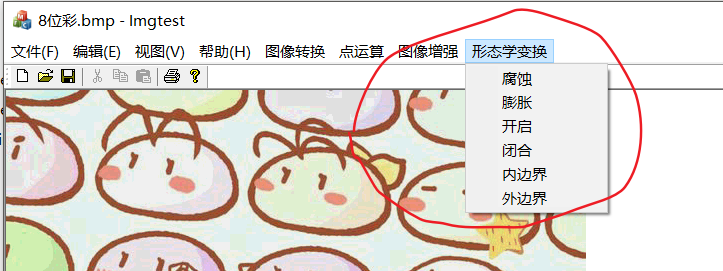 8位彩.bmp - Imgtest
文件(F) 编辑(E) 视图(V) 帮助(H) 图像转换 点运算 图像增强 形态学变换
腐蚀
膨胀
开启
闭合
内边界
外边界